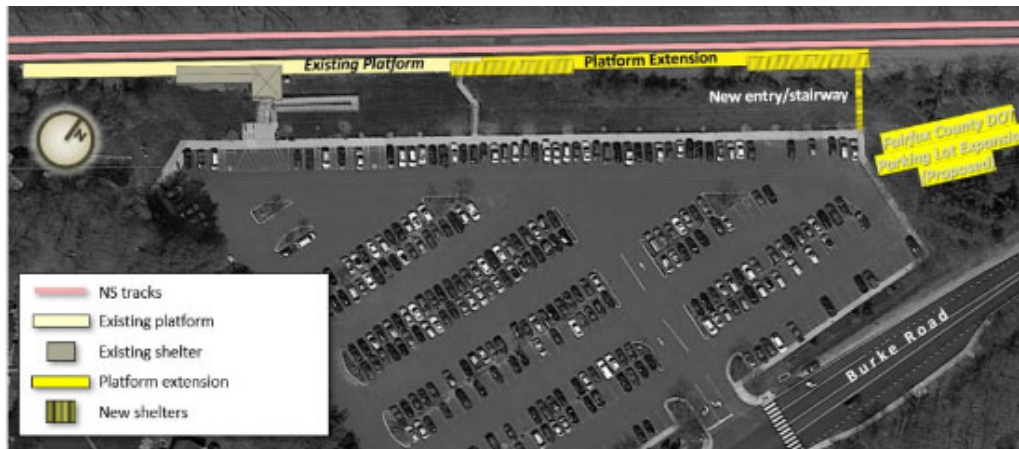 Existing Platform
Platform Extension
New entry/stairway
N
Fairfax County DOT
Parking Lot Expansion
(Proposed)
NS tracks
Existing platform
Existing shelter
Platform extension
New shelters
Burke Road